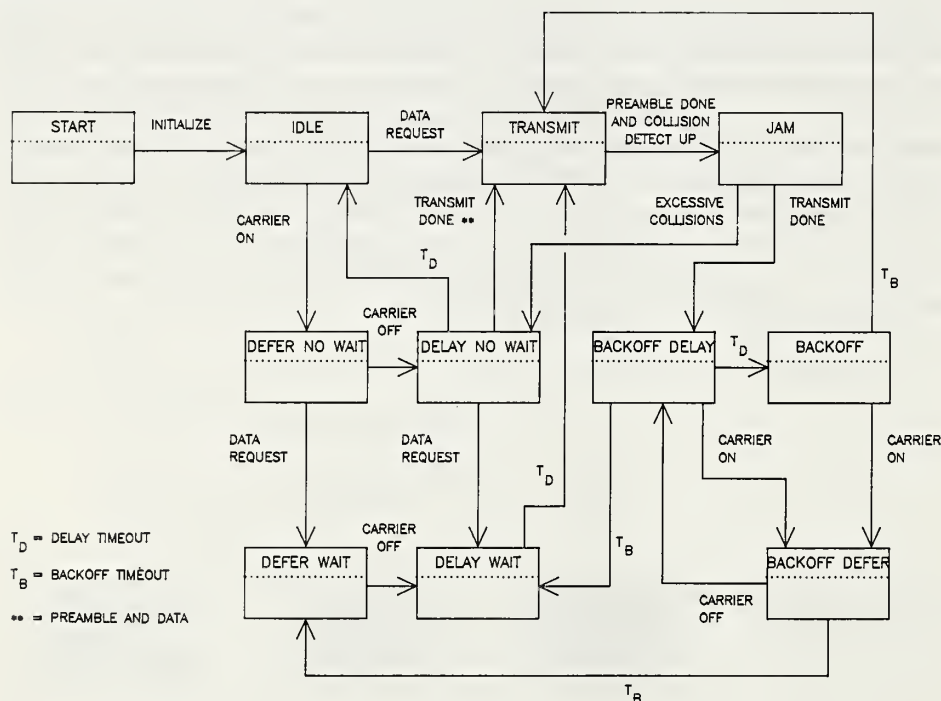 START
INITIALIZE
IDLE
DATA
REQUEST
TRANSMIT
PREAMBLE DONE
AND COLLISION
DETECT UP
JAM
CARRIER
ON
TRANSMIT
DONE **
EXCESSIVE
COLLISIONS
TRANSMIT
DONE
T_D
T_B
DEFER NO WAIT
CARRIER
OFF
DELAY NO WAIT
BACKOFF DELAY
T_D
BACKOFF
DATA
REQUEST
DATA
REQUEST
T_D
CARRIER
ON
CARRIER
ON
T_D = DELAY TIMEOUT
T_B = BACKOFF TIMEOUT
** = PREAMBLE AND DATA
DEFER WAIT
CARRIER
OFF
DELAY WAIT
T_B
BACKOFF DEFER
CARRIER
OFF
T_B